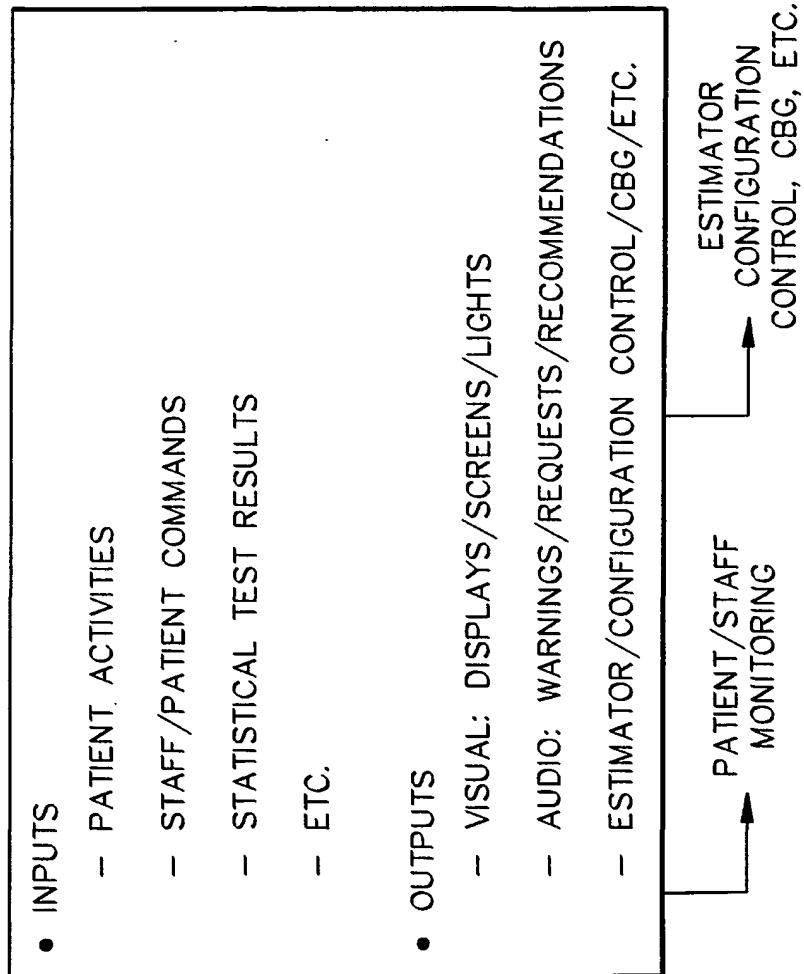 • INPUTS
– PATIENT ACTIVITIES
– STAFF/PATIENT COMMANDS
– STATISTICAL TEST RESULTS
– ETC.
• OUTPUTS
– VISUAL: DISPLAYS/SCREENS/LIGHTS
– AUDIO: WARNINGS/REQUESTS/RECOMMENDATIONS
– ESTIMATOR/CONFIGURATION CONTROL/CBG/ETC.
PATIENT/STAFF
MONITORING
ESTIMATOR
CONFIGURATION
CONTROL, CBG, ETC.